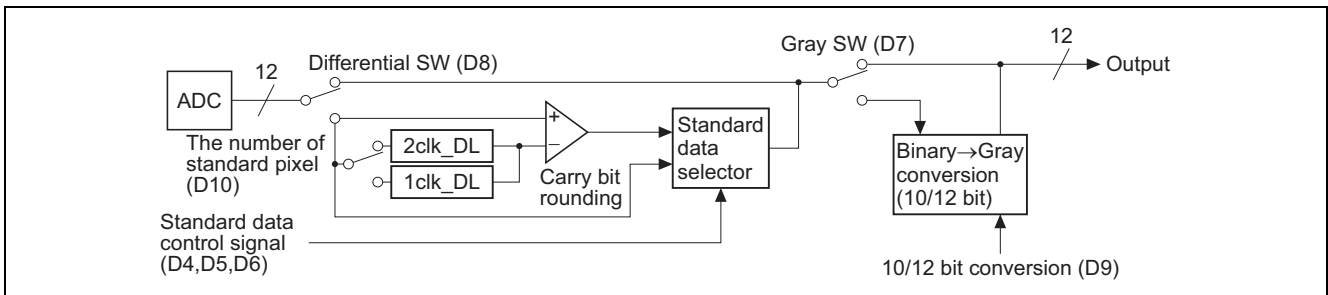 12
Gray SW (D7)
12
Differential SW (D8)
Output
ADC
The number of
standard pixel
(D10)
2clk_DL
1clk_DL
+
−
Carry bit
rounding
Standard
data
selector
Binary→Gray
conversion
(10/12 bit)
Standard data
control signal
(D4,D5,D6)
10/12 bit conversion (D9)